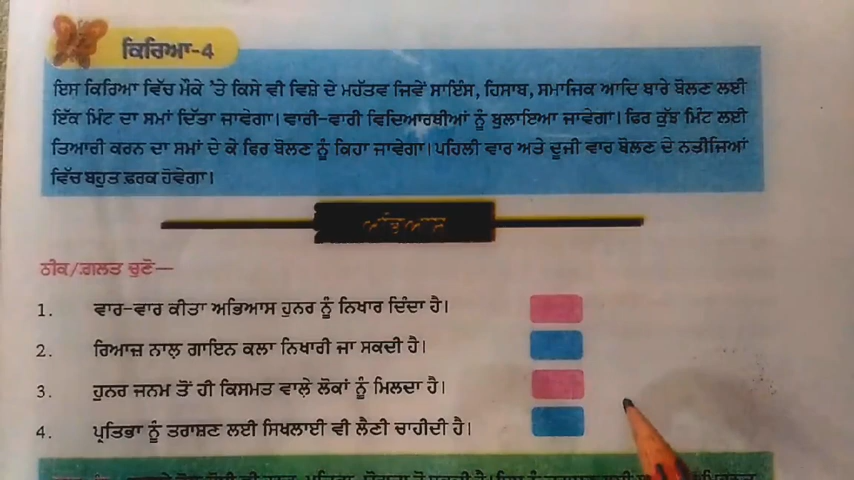 ਕਿਰਿਆ-4
ਇਸ ਕਿਰਿਆ ਵਿੱਚ ਮੌਕੇ 'ਤੇ ਕਿਸੇ ਵੀ ਵਿਸ਼ੇ ਦੇ ਮਹੱਤਵ ਜਿਵੇਂ ਸਾਇੰਸ, ਹਿਸਾਬ, ਸਮਾਜਿਕ ਆਦਿ ਬਾਰੇ ਬੋਲਣ ਲਈ
ਇੱਕ ਮਿੰਟ ਦਾ ਸਮਾਂ ਦਿੱਤਾ ਜਾਵੇਗਾ। ਵਾਰੀ-ਵਾਰੀ ਵਿਦਿਆਰਥੀਆਂ ਨੂੰ ਬੁਲਾਇਆ ਜਾਵੇਗਾ। ਫਿਰ ਕੁੱਝ ਮਿੰਟ ਲਈ
ਤਿਆਰੀ ਕਰਨ ਦਾ ਸਮਾਂ ਦੇ ਕੇ ਫਿਰ ਬੋਲਣ ਨੂੰ ਕਿਹਾ ਜਾਵੇਗਾ। ਪਹਿਲੀ ਵਾਰ ਅਤੇ ਦੂਜੀ ਵਾਰ ਬੋਲਣ ਦੇ ਨਤੀਜਿਆਂ
ਵਿੱਚ ਬਹੁਤ ਫ਼ਰਕ ਹੋਵੇਗਾ।
ਅਭਿਆਸ
ਠੀਕ/ਗ਼ਲਤ ਚੁਣੋ—
1. ਵਾਰ-ਵਾਰ ਕੀਤਾ ਅਭਿਆਸ ਹੁਨਰ ਨੂੰ ਨਿਖਾਰ ਦਿੰਦਾ ਹੈ।
2. ਰਿਆਜ਼ ਨਾਲ਼ ਗਾਇਨ ਕਲਾ ਨਿਖਾਰੀ ਜਾ ਸਕਦੀ ਹੈ।
3. ਹੁਨਰ ਜਨਮ ਤੋਂ ਹੀ ਕਿਸਮਤ ਵਾਲ਼ੇ ਲੋਕਾਂ ਨੂੰ ਮਿਲਦਾ ਹੈ।
4. ਪ੍ਰਤਿਭਾ ਨੂੰ ਤਰਾਸ਼ਣ ਲਈ ਸਿਖਲਾਈ ਵੀ ਲੈਣੀ ਚਾਹੀਦੀ ਹੈ।